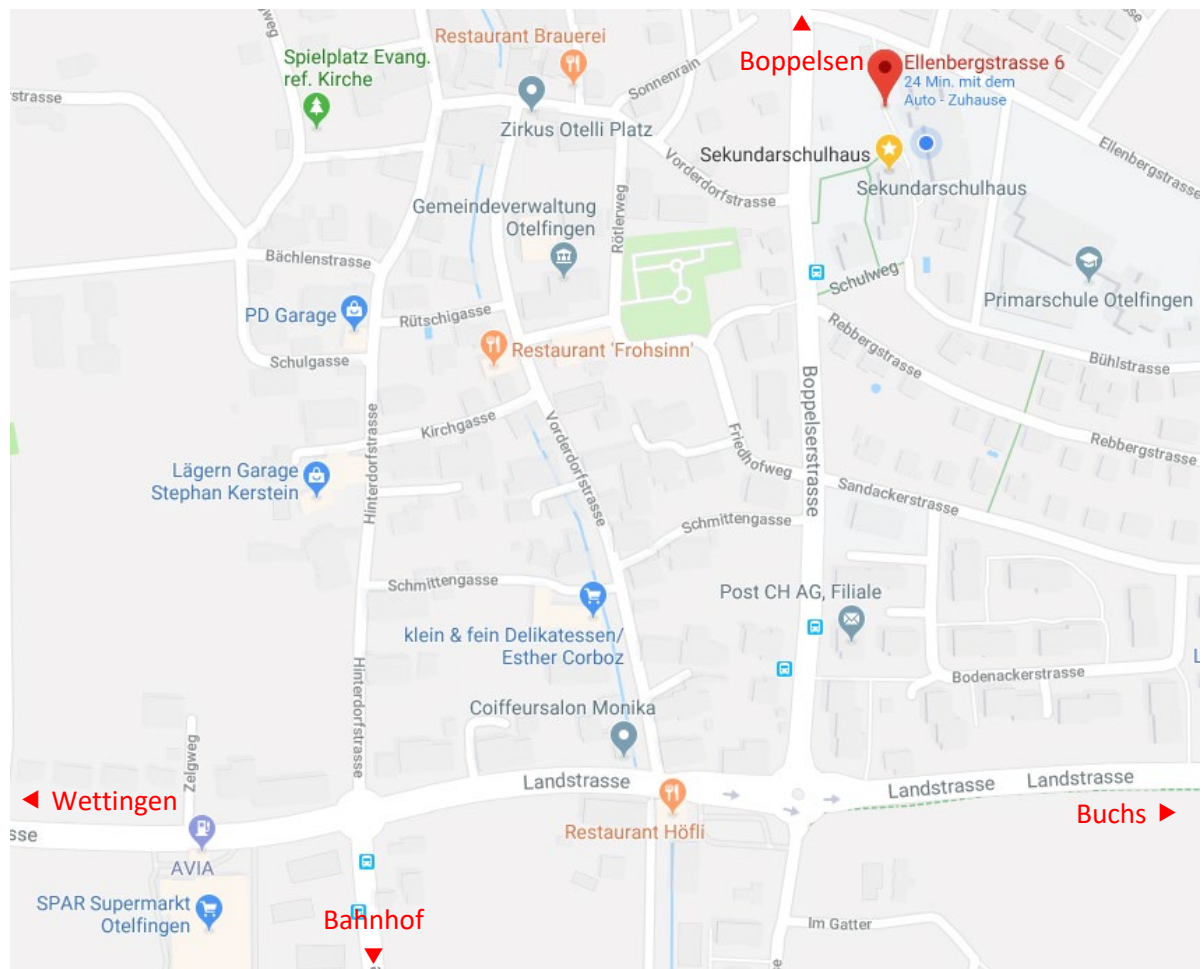 weg
Restaurant Brauerei
Boppelsen
Ellenbergstrasse 6
24 Min. mit dem
Auto - Zuhause
Spielplatz Evang.
ref. Kirche
strasse
Sonnenrain
Zirkus Otelli Platz
Sekundarschulhaus
Sekundarschulhaus
Ellenbergstrasse
Vorderdorfstrasse
Gemeindeverwaltung
Otelfingen
Rötlerweg
Bächlenstrasse
Schulweg
Primarschule Otelfingen
PD Garage
Rütschigasse
Restaurant 'Frohsinn'
Rebbergstrasse
Bühlstrasse
Schulgasse
Boppelserstrasse
Hinterdorfstrasse
Kirchgasse
Vorderdorfstrasse
Friedhofweg
Rebbergstrasse
Lägern Garage
Stephan Kerstein
Sandackerstrasse
Schmittengasse
Schmittengasse
Post CH AG, Filiale
klein & fein Delikatessen/
Esther Corboz
Hinterdorfstrasse
Bodenackerstrasse
L
Coiffeursalon Monika
Zelgweg
Landstrasse
Landstrasse
Landstrasse
Wettingen
Buchs
sse
Restaurant Höfli
AVIA
SPAR Supermarkt
Otelfingen
Bahnhof
Im Gatter